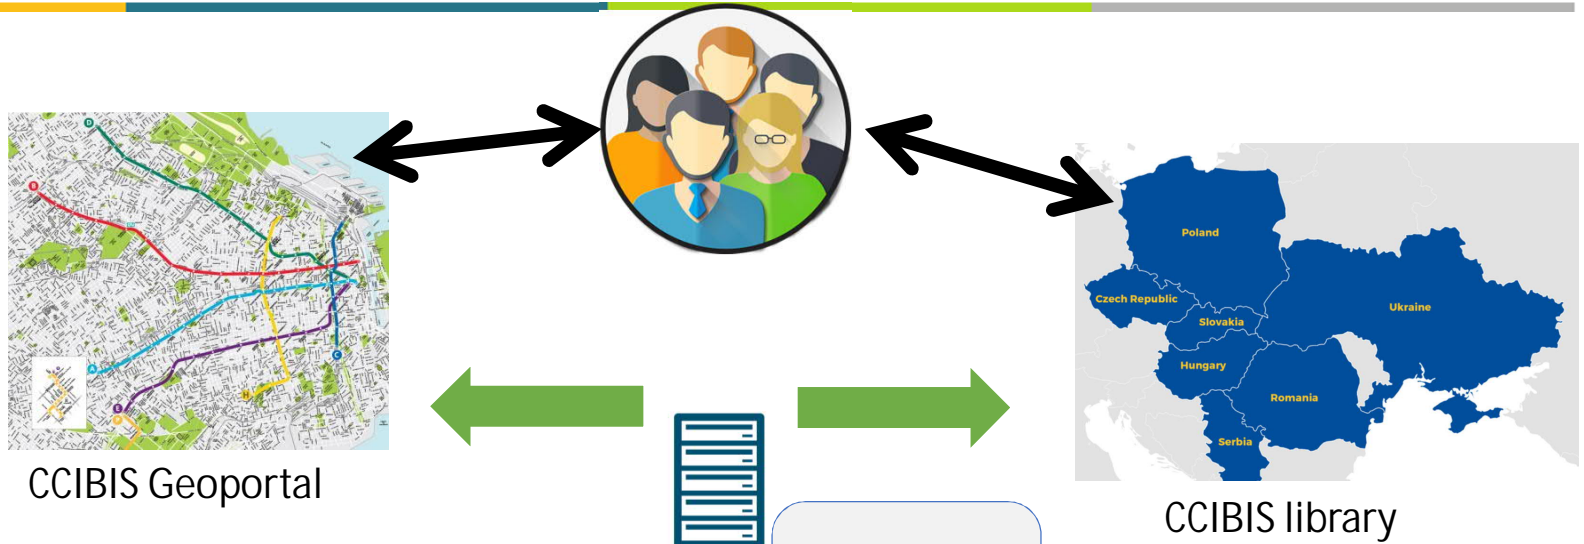 D
B
A
E
C
H
Poland
Czech Republic
Slovakia
Ukraine
Hungary
Romania
Serbia
CCIBIS Geoportal
CCIBIS library